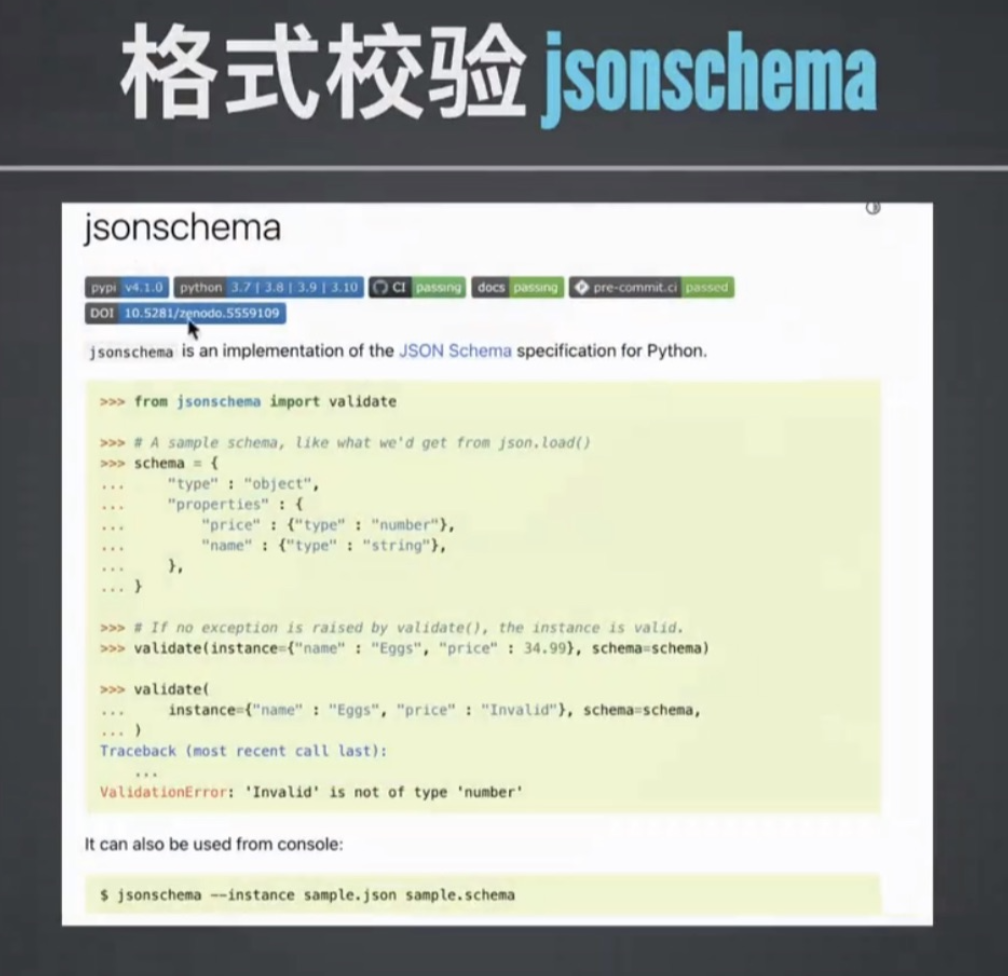 格式校验 jsonschema
jsonschema
pypi v4.1.0 python 3.7 | 3.8 | 3.9 | 3.10 CI passing docs passing pre-commit.ci passed
DOI 10.5281/zenodo.5559109
jsonschema is an implementation of the JSON Schema specification for Python.
>>> from jsonschema import validate
>>> # A sample schema, like what we'd get from json.load()
>>> schema = {
...     "type" : "object",
...     "properties" : {
...         "price" : {"type" : "number"},
...         "name" : {"type" : "string"},
...     },
... }
>>> # If no exception is raised by validate(), the instance is valid.
>>> validate(instance={"name" : "Eggs", "price" : 34.99}, schema=schema)
>>> validate(
...     instance={"name" : "Eggs", "price" : "Invalid"}, schema=schema,
... )
Traceback (most recent call last):
    ...
ValidationError: 'Invalid' is not of type 'number'
It can also be used from console:
$ jsonschema --instance sample.json sample.schema